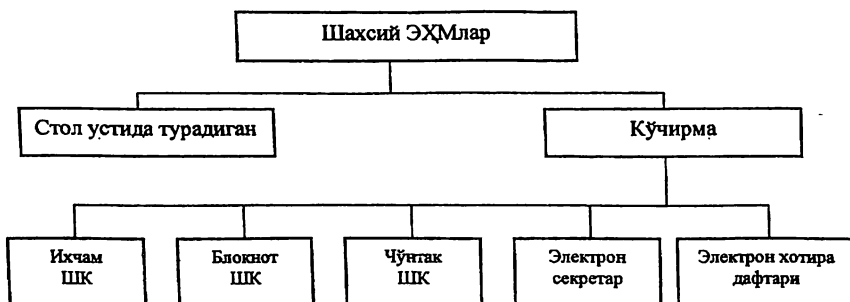 Шахсий ЭҲМлар
Стол устида турадиган
Кўчирма
Ихчам
ШК
Блокнот
ШК
Чўнтак
ШК
Электрон
секретар
Электрон хотира
дафтари